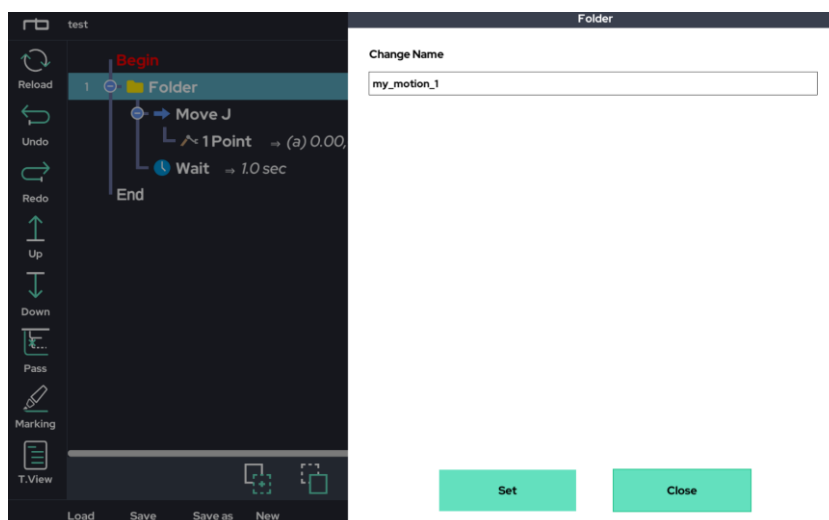 test
Folder
Reload
Undo
Redo
Up
Down
Pass
Marking
T.View
Begin
1 Folder
Move J
1 Point ⇒ (a) 0.00,
Wait ⇒ 1.0 sec
End
Change Name
my_motion_1
Set
Close
Load Save Save as New